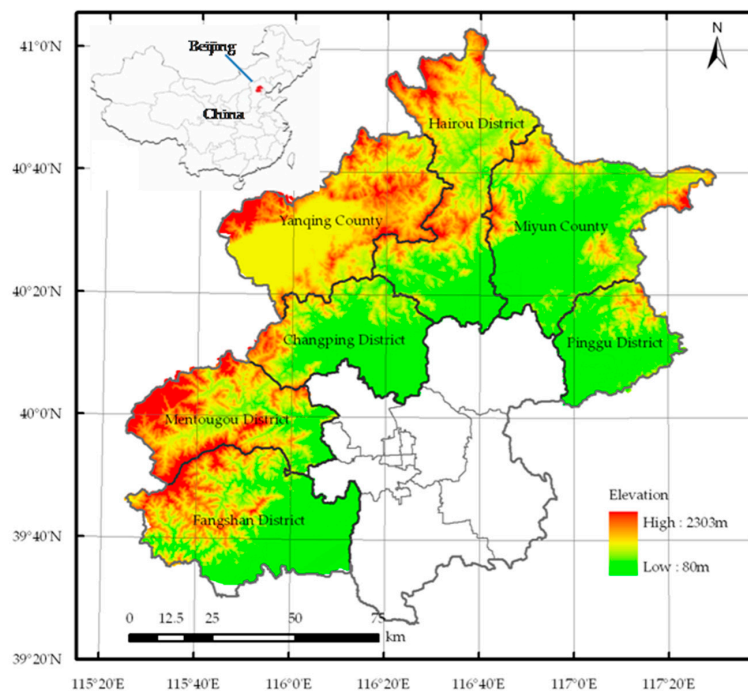 N
41°0'N
40°40'N
40°20'N
40°0'N
39°40'N
39°20'N
Beijing
China
Hairou District
Yanqing County
Miyun County
Changping District
Pinggu District
Mentougou District
Fangshan District
Elevation
High : 2303m
Low : 80m
0 12.5 25 50 75
km
115°20'E 115°40'E 116°0'E 116°20'E 116°40'E 117°0'E 117°20'E